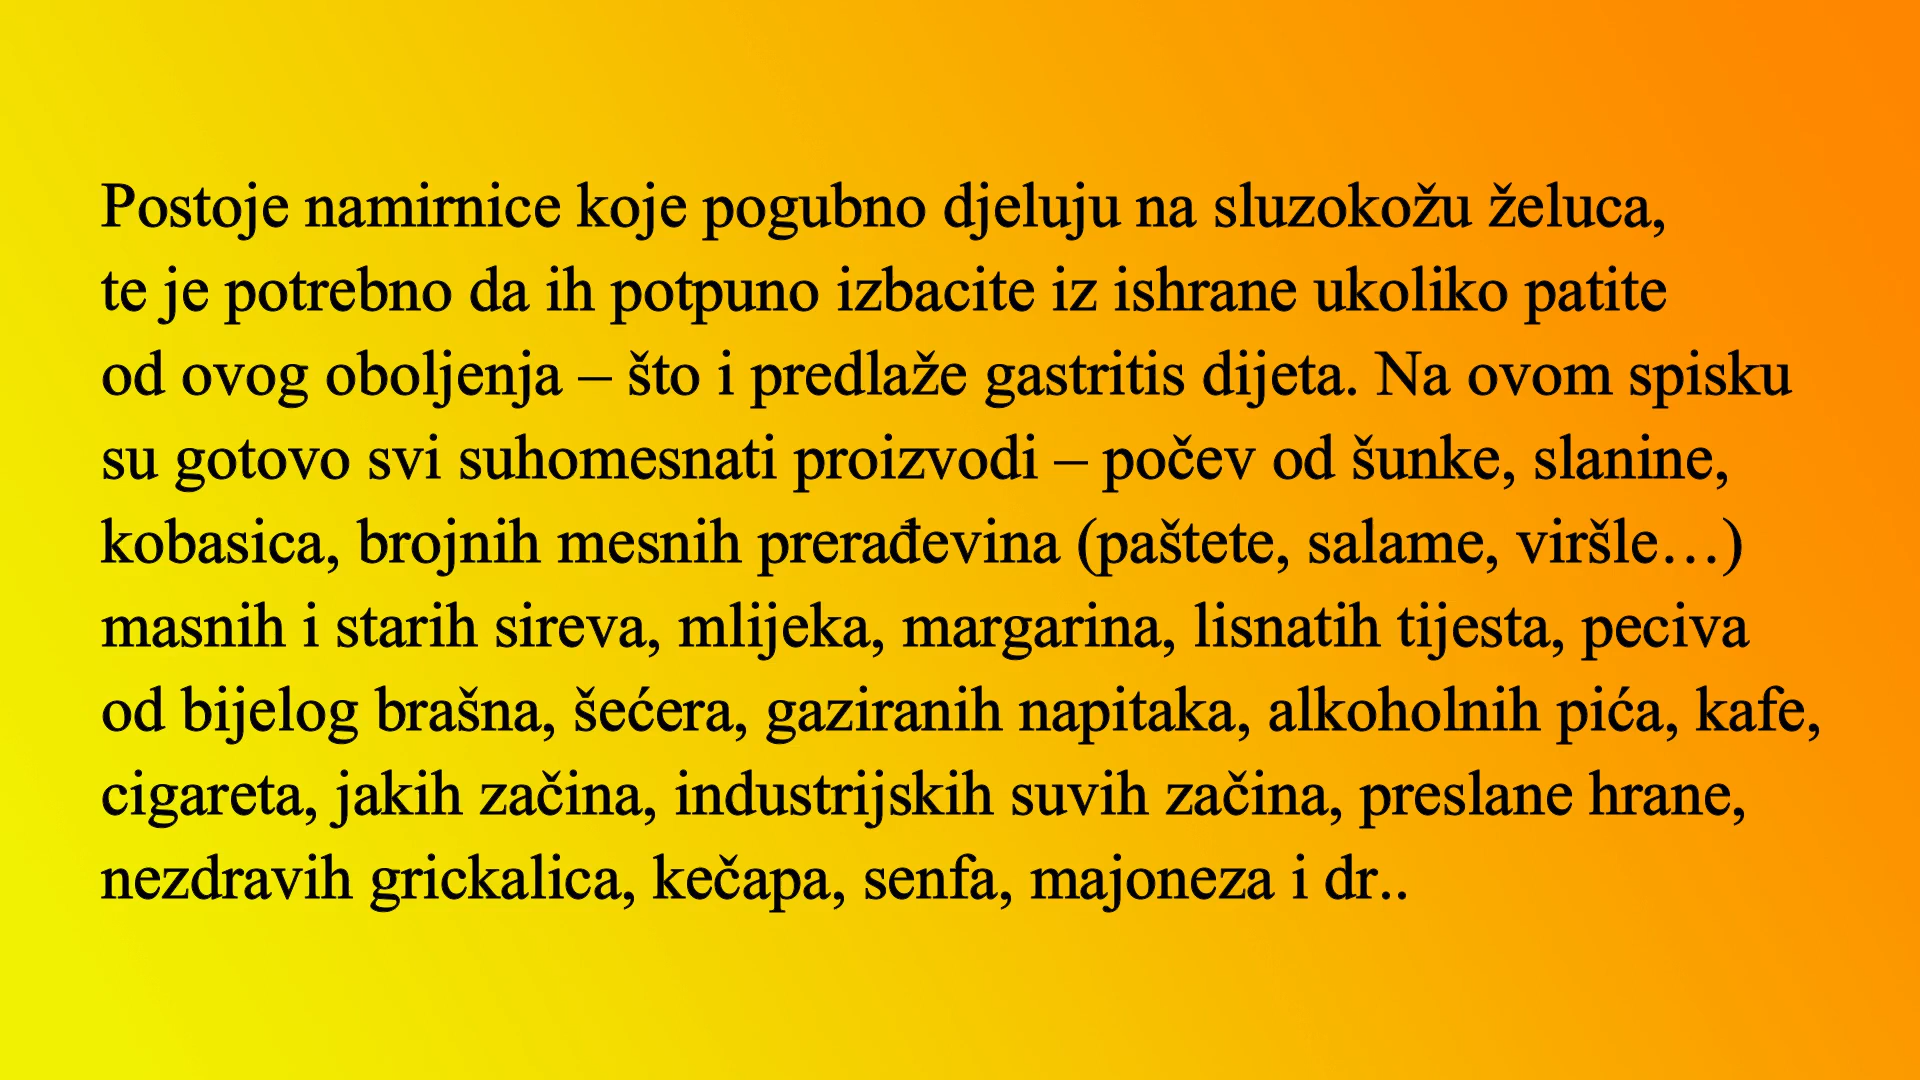 Postoje namirnice koje pogubno djeluju na sluzokožu želuca,
te je potrebno da ih potpuno izbacite iz ishrane ukoliko patite
od ovog oboljenja – što i predlaže gastritis dijeta. Na ovom spisku
su gotovo svi suhomesnati proizvodi – počev od šunke, slanine,
kobasica, brojnih mesnih prerađevina (paštete, salame, viršle…)
masnih i starih sireva, mlijeka, margarina, lisnatih tijesta, peciva
od bijelog brašna, šećera, gaziranih napitaka, alkoholnih pića, kafe,
cigareta, jakih začina, industrijskih suvih začina, preslane hrane,
nezdravih grickalica, kečapa, senfa, majoneza i dr..